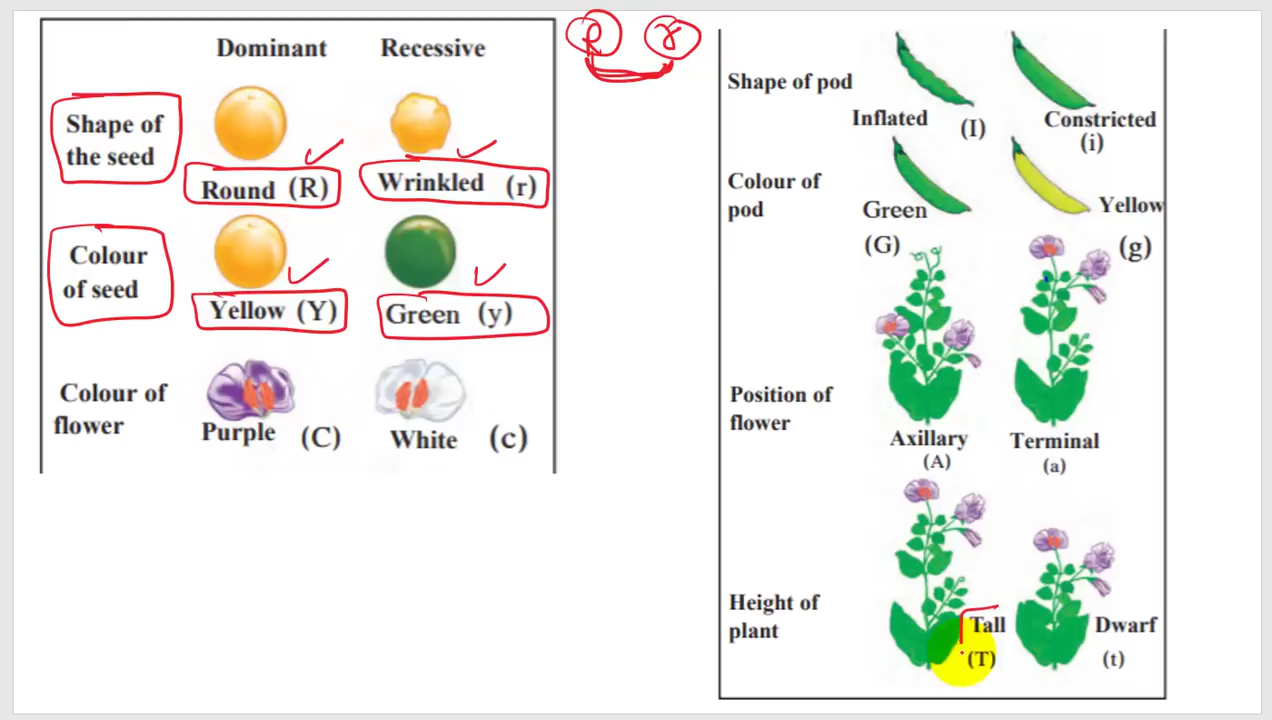 Dominant Recessive
Shape of
the seed
Round (R) Wrinkled (r)
Colour
of seed
Yellow (Y) Green (y)
Colour of
flower
Purple (C) White (c)
R r
Shape of pod
Inflated (I) Constricted
(i)
Colour of
pod
Green Yellow
(G) (g)
Position of
flower
Axillary Terminal
(A) (a)
Height of
plant
Tall Dwarf
(T) (t)